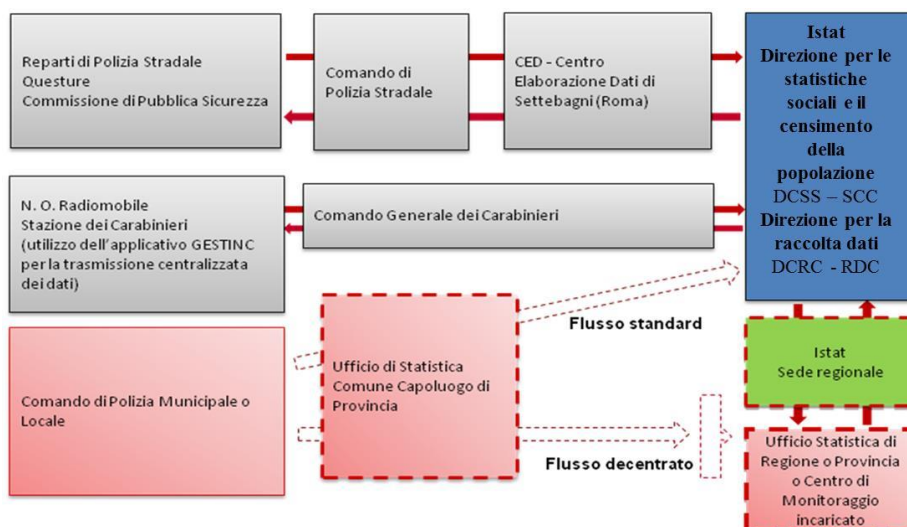 Reparti di Polizia Stradale
Questure
Commissione di Pubblica Sicurezza
Comando di
Polizia Stradale
CED - Centro
Elaborazione Dati di
Settebagni (Roma)
Istat
Direzione per le
statistiche
sociali e il
censimento
della
popolazione
DCSS – SCC
Direzione per la
raccolta dati
DCRC - RDC
N. O. Radiomobile
Stazione dei Carabinieri
(utilizzo dell'applicativo GESTINC
per la trasmissione centralizzata
dei dati)
Comando Generale dei Carabinieri
Flusso standard
Comando di Polizia Municipale o
Locale
Ufficio di Statistica
Comune Capoluogo di
Provincia
Flusso decentrato
Istat
Sede regionale
Ufficio Statistica di
Regione o Provincia
o Centro di
Monitoraggio
incaricato